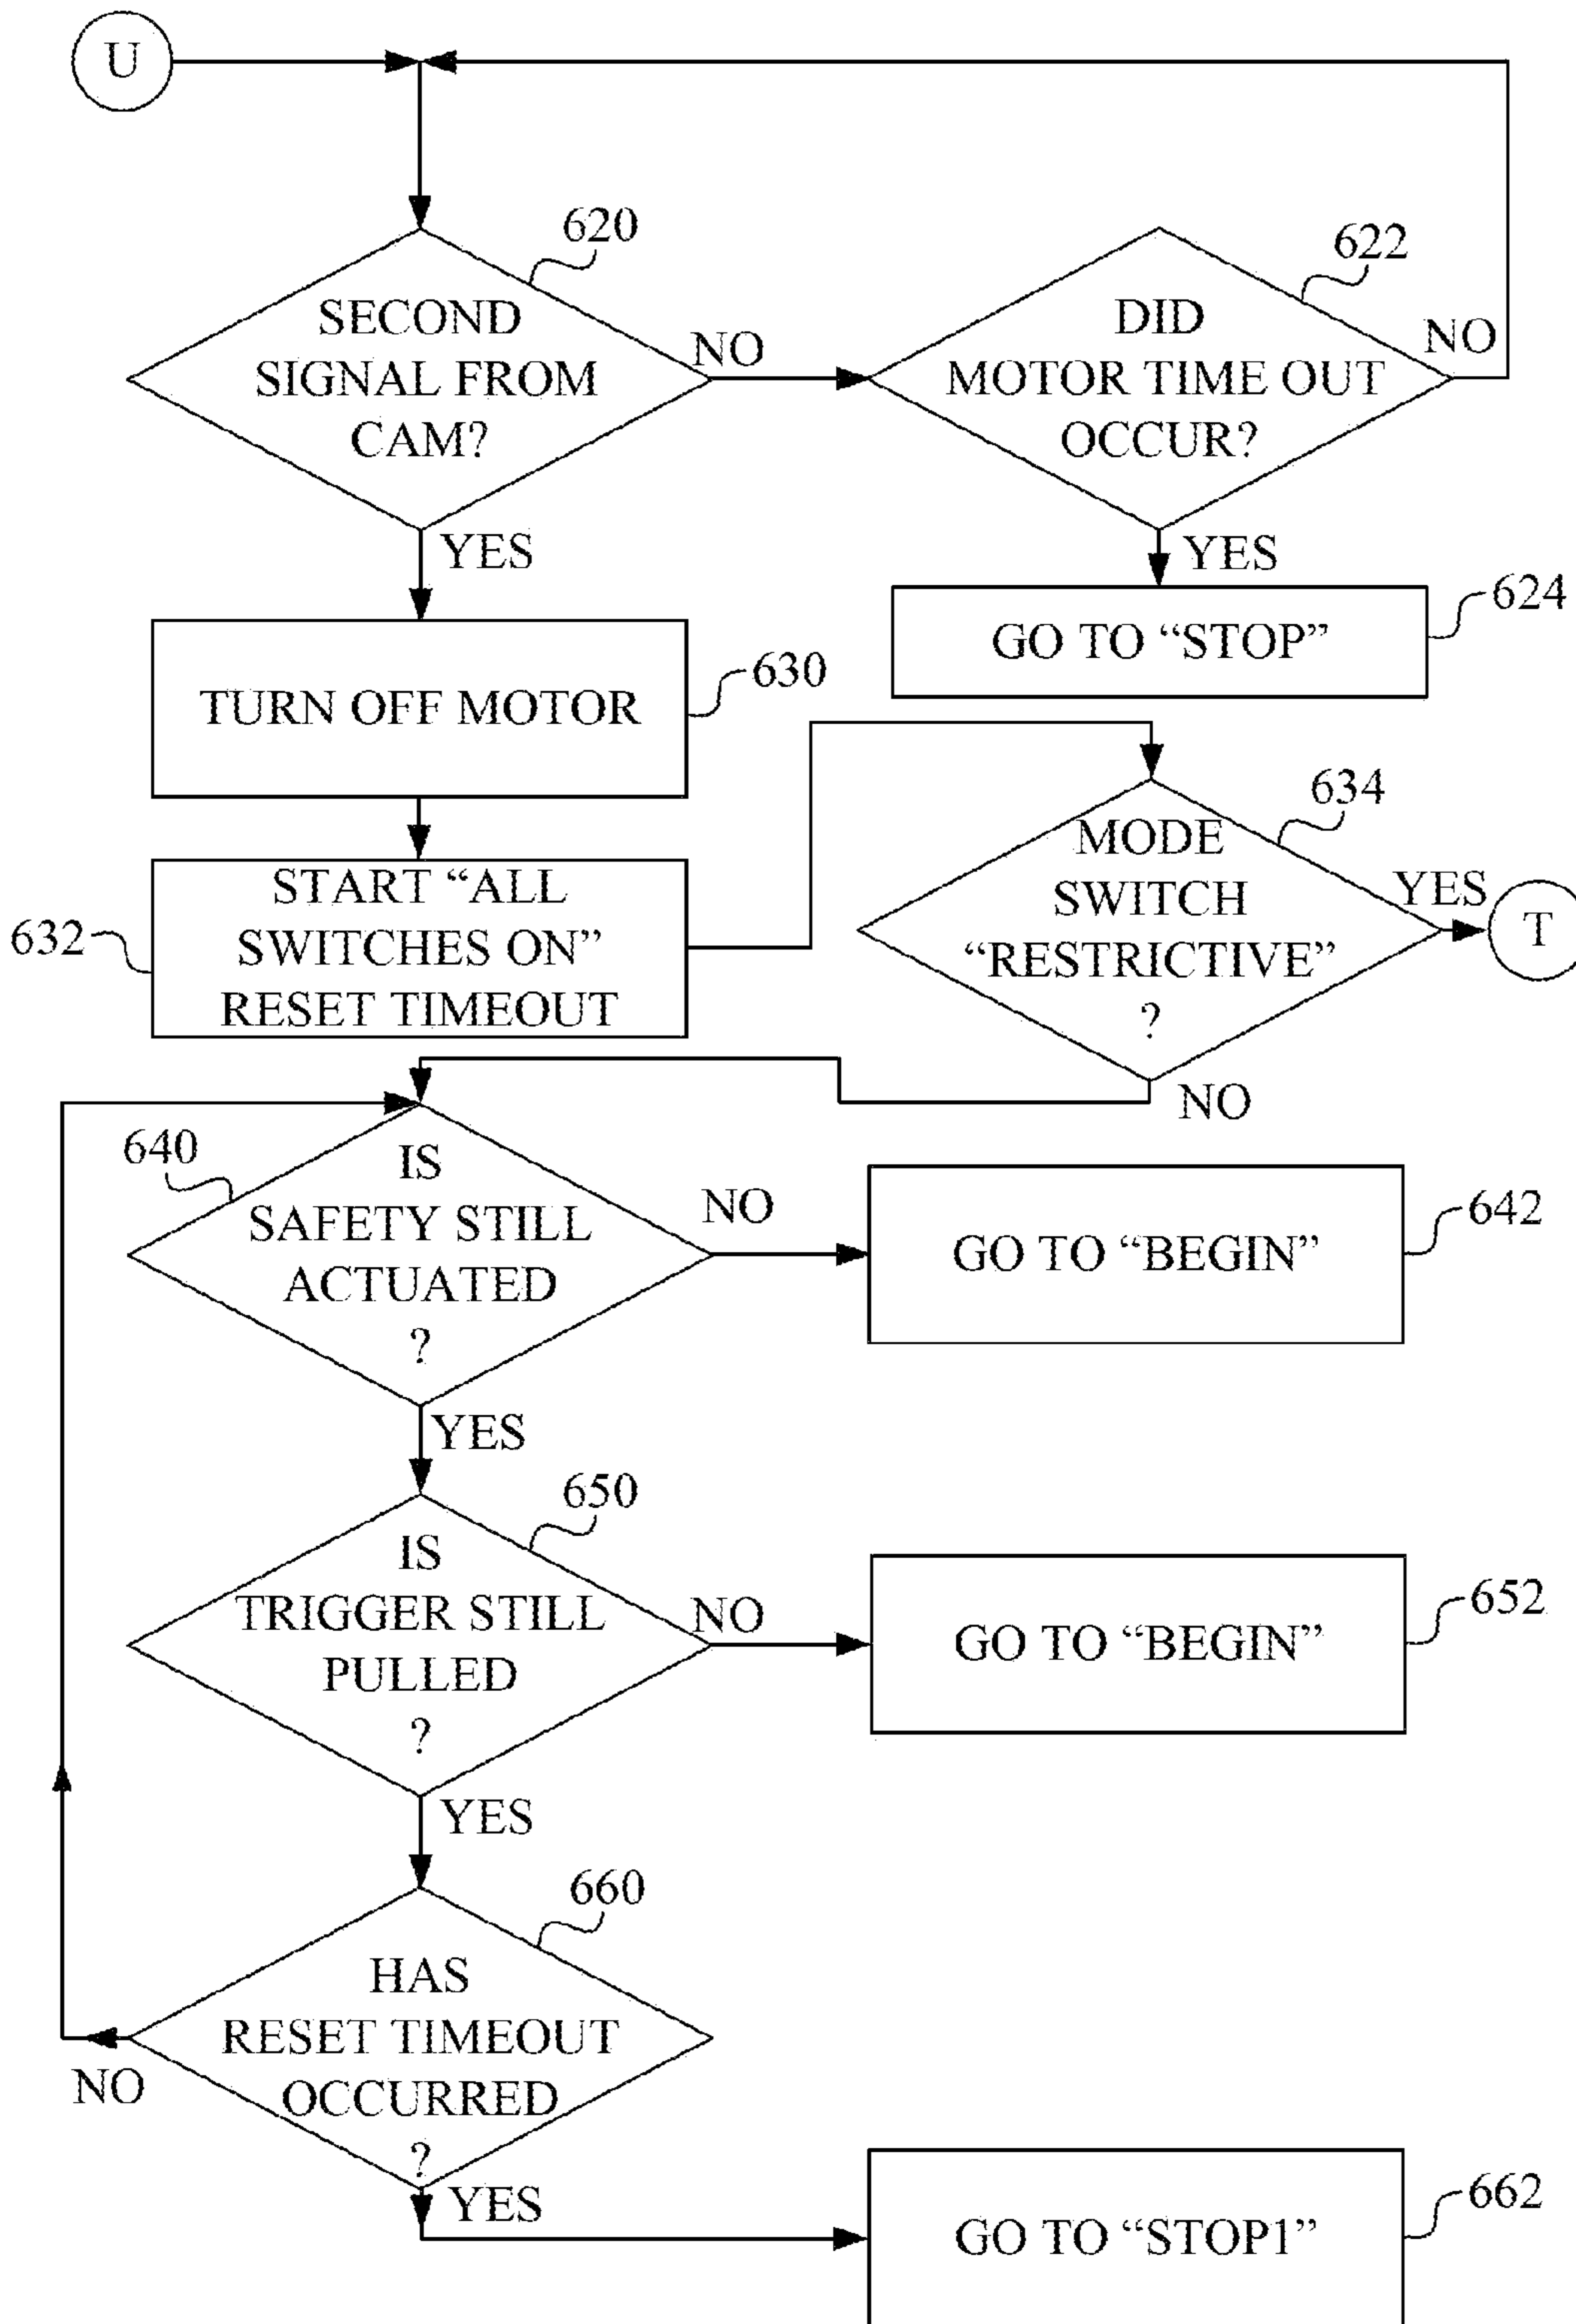 U
620
SECOND
SIGNAL FROM
CAM?
NO
622
DID
MOTOR TIME OUT
OCCUR?
NO
YES
YES
GO TO “STOP”
624
TURN OFF MOTOR
630
START “ALL
SWITCHES ON”
RESET TIMEOUT
632
634
MODE
SWITCH
“RESTRICTIVE”
?
YES
T
NO
640
IS
SAFETY STILL
ACTUATED
?
NO
GO TO “BEGIN”
642
YES
650
IS
TRIGGER STILL
PULLED
?
NO
GO TO “BEGIN”
652
YES
660
HAS
RESET TIMEOUT
OCCURRED
?
NO
YES
GO TO “STOP1”
662